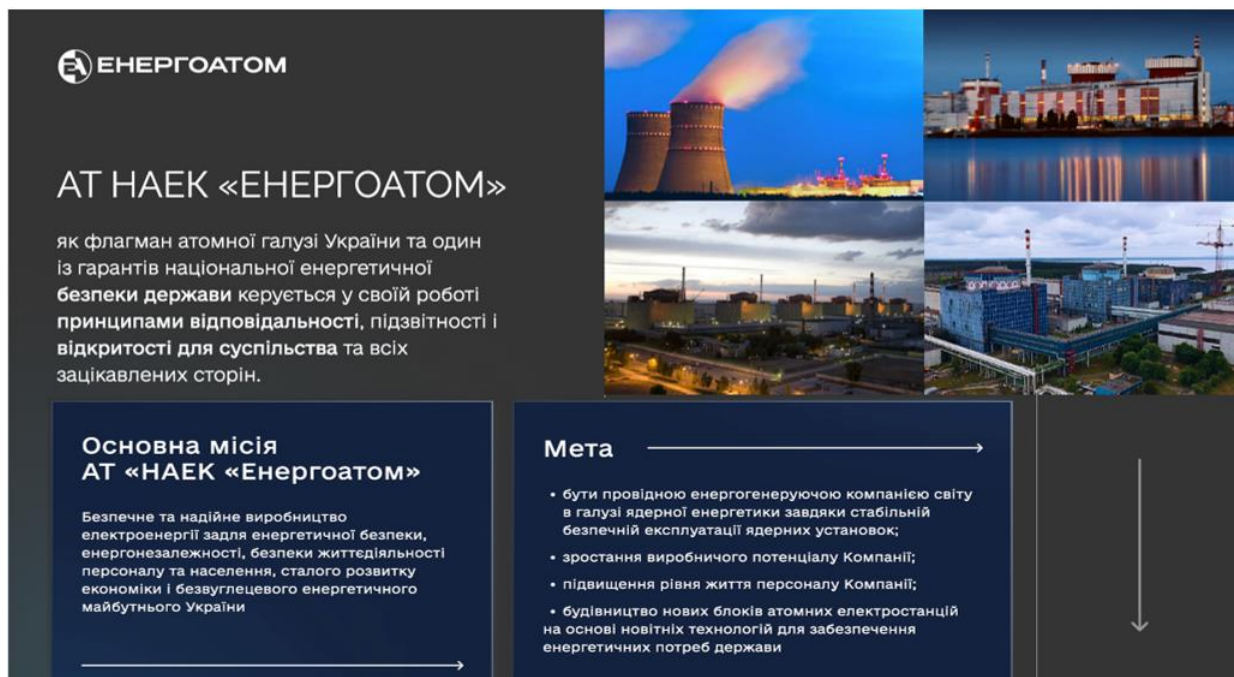 ЕНЕРГОАТОМ
АТ НАЕК «ЕНЕРГОАТОМ»
як флагман атомної галузі України та один
із гарантів національної енергетичної
безпеки держави керується у своїй роботі
принципами відповідальності, підзвітності і
відкритості для суспільства та всіх
зацікавлених сторін.
Основна місія
АТ «НАЕК «Енергоатом»
Безпечне та надійне виробництво
електроенергії задля енергетичної безпеки,
енергонезалежності, безпеки життєдіяльності
персоналу та населення, сталого розвитку
економіки і безвуглецевого енергетичного
майбутнього України
Мета
• бути провідною енергогенеруючою компанією світу
в галузі ядерної енергетики завдяки стабільній
безпечній експлуатації ядерних установок;
• зростання виробничого потенціалу Компанії;
• підвищення рівня життя персоналу Компанії;
• будівництво нових блоків атомних електростанцій
на основі новітніх технологій для забезпечення
енергетичних потреб держави